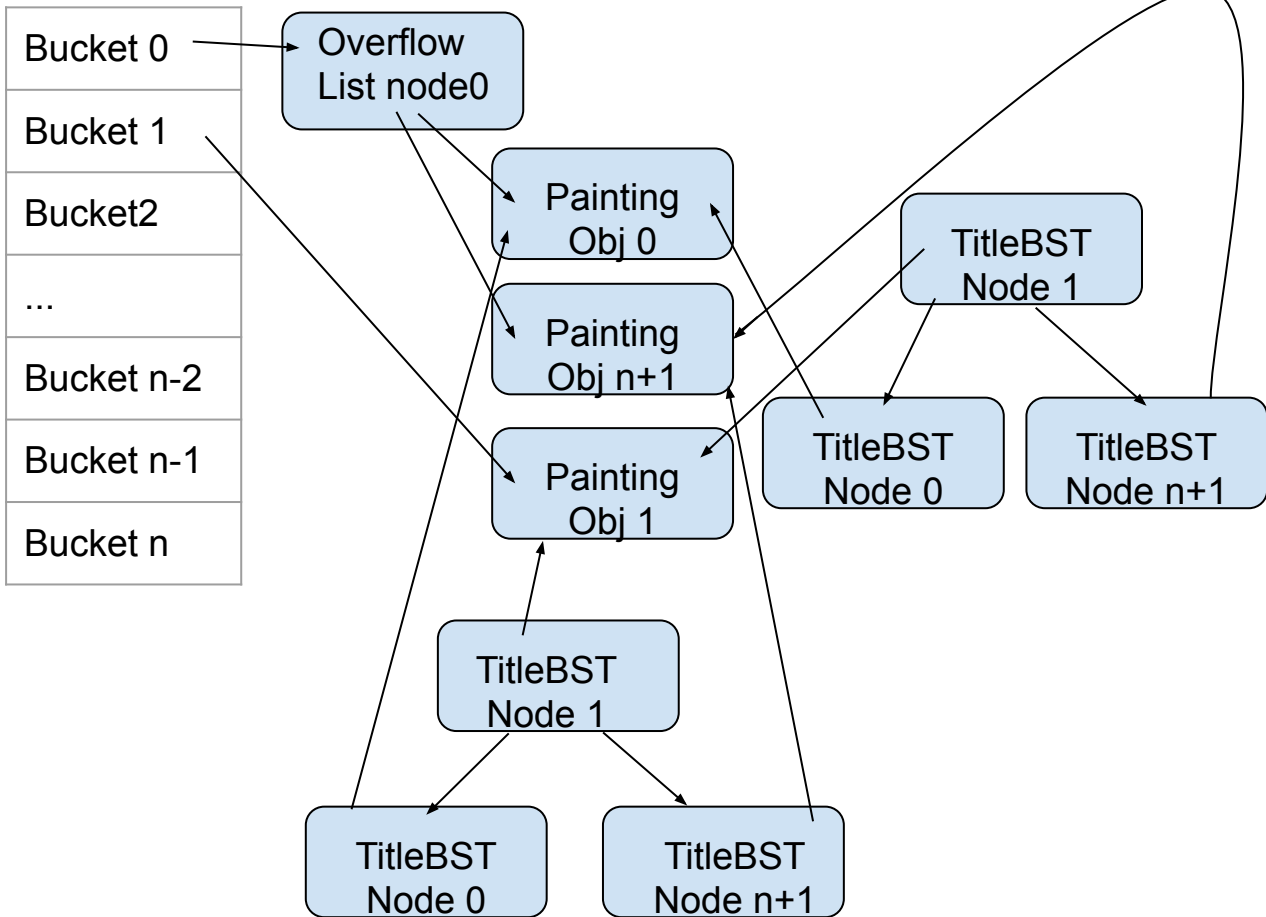 Bucket 0
Bucket 1
Bucket2
...
Bucket n-2
Bucket n-1
Bucket n
Overflow
List node0
Painting
Obj 0
Painting
Obj n+1
Painting
Obj 1
TitleBST
Node 1
TitleBST
Node 0
TitleBST
Node n+1
TitleBST
Node 1
TitleBST
Node 0
TitleBST
Node n+1